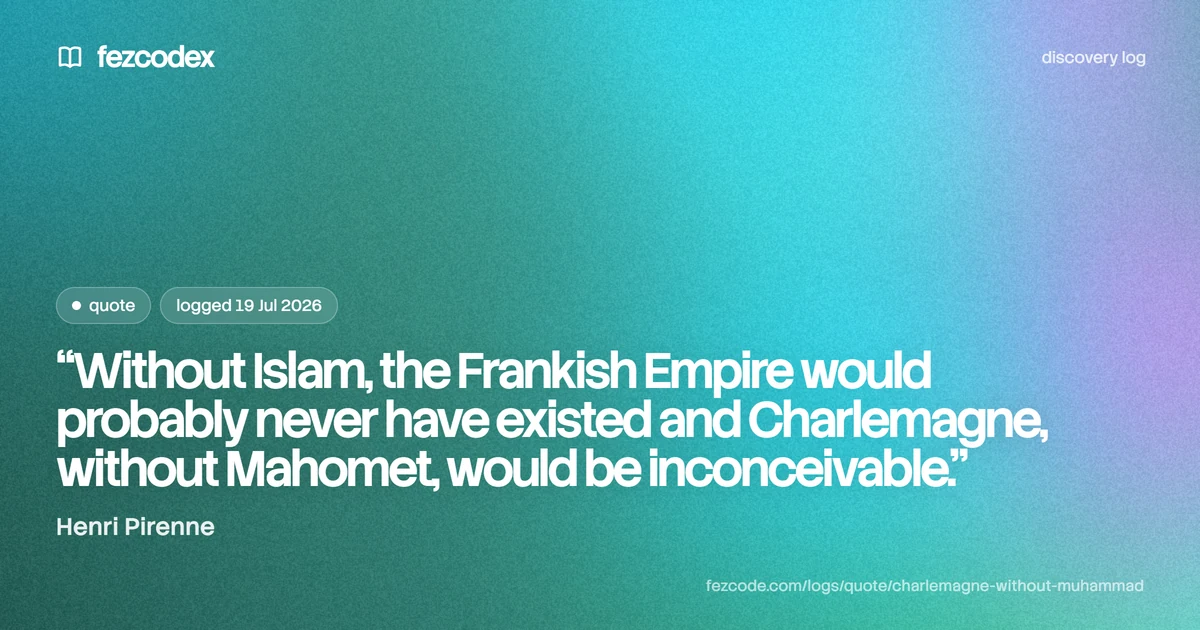 fezcodex
discovery log
quote
logged 19 Jul 2026
“Without Islam, the Frankish Empire would
probably never have existed and Charlemagne,
without Mahomet, would be inconceivable.”
Henri Pirenne
fezcode.com/logs/quote/charlemagne-without-muhammad